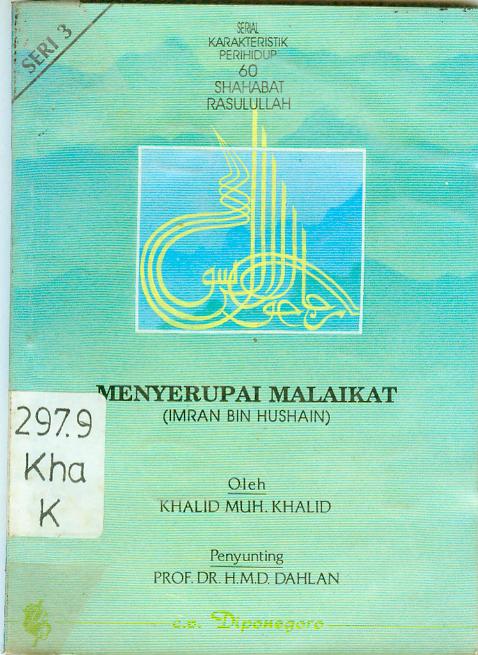 SERI 3
SERIAL
KARAKTERISTIK
PERIHIDUP
60
SHAHABAT
RASULULLAH
MENYERUPAI MALAIKAT
(IMRAN BIN HUSHAIN)
297.9
Kha
K
Oleh
KHALID MUH. KHALID
Penyunting
PROF. DR. H.M.D. DAHLAN
c.v. Diponegoro